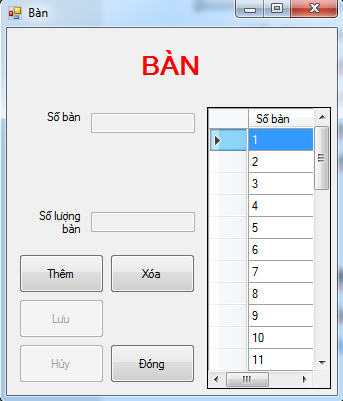 Bàn
BÀN
Số bàn
Số lượng
bàn
Thêm
Xóa
Lưu
Hủy
Đóng
Số bàn
1
2
3
4
5
6
7
8
9
10
11